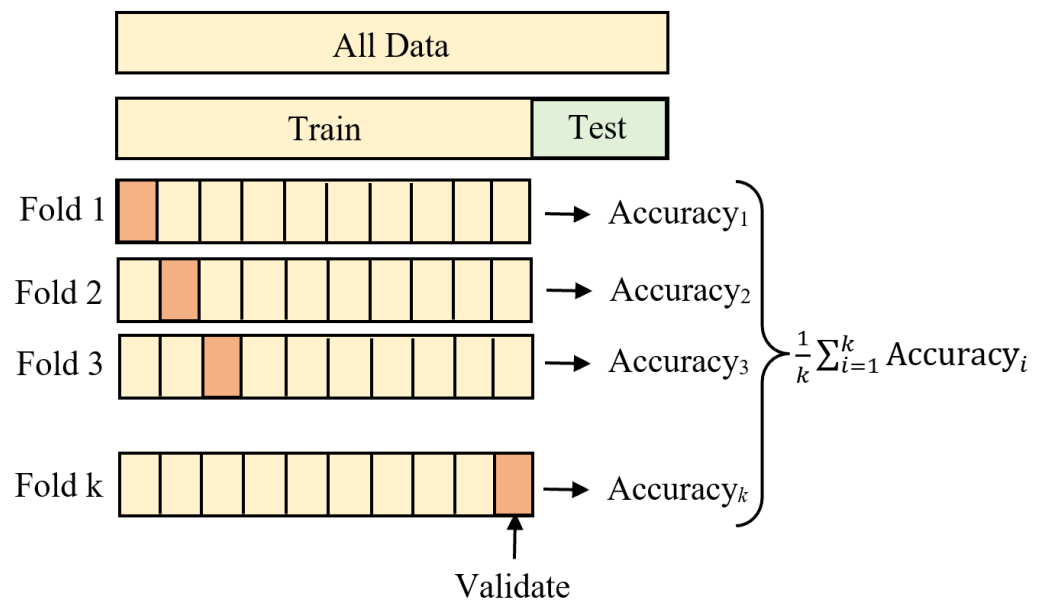 All Data
Train Test
Fold 1 Accuracy₁
Fold 2 Accuracy₂
Fold 3 Accuracy₃
1/k ∑ᵢ₌₁ᵏ Accuracyᵢ
Fold k Accuracyₖ
Validate